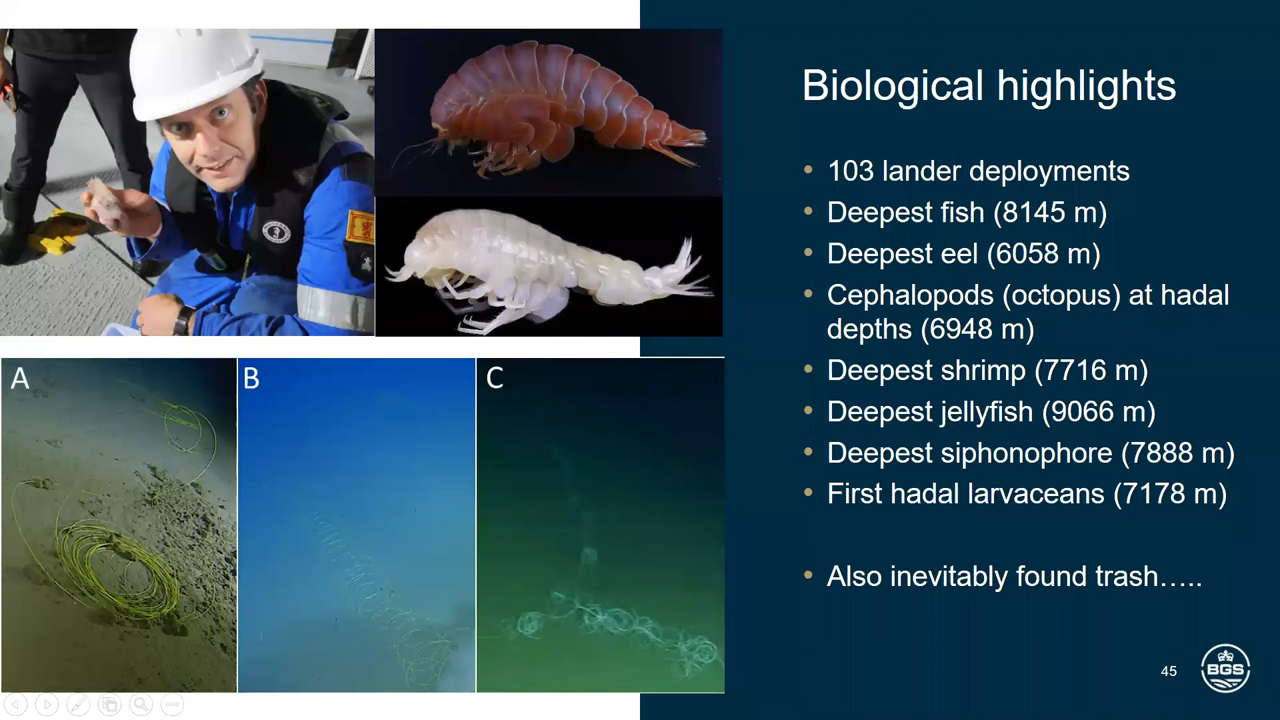 Biological highlights
• 103 lander deployments
• Deepest fish (8145 m)
• Deepest eel (6058 m)
• Cephalopods (octopus) at hadal
depths (6948 m)
• Deepest shrimp (7716 m)
• Deepest jellyfish (9066 m)
• Deepest siphonophore (7888 m)
• First hadal larvaceans (7178 m)
• Also inevitably found trash…..
A
B
C
45
BGS